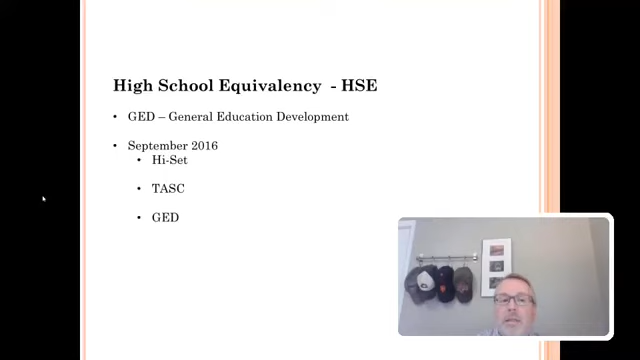 High School Equivalency - HSE
• GED – General Education Development
• September 2016
• Hi-Set
• TASC
• GED